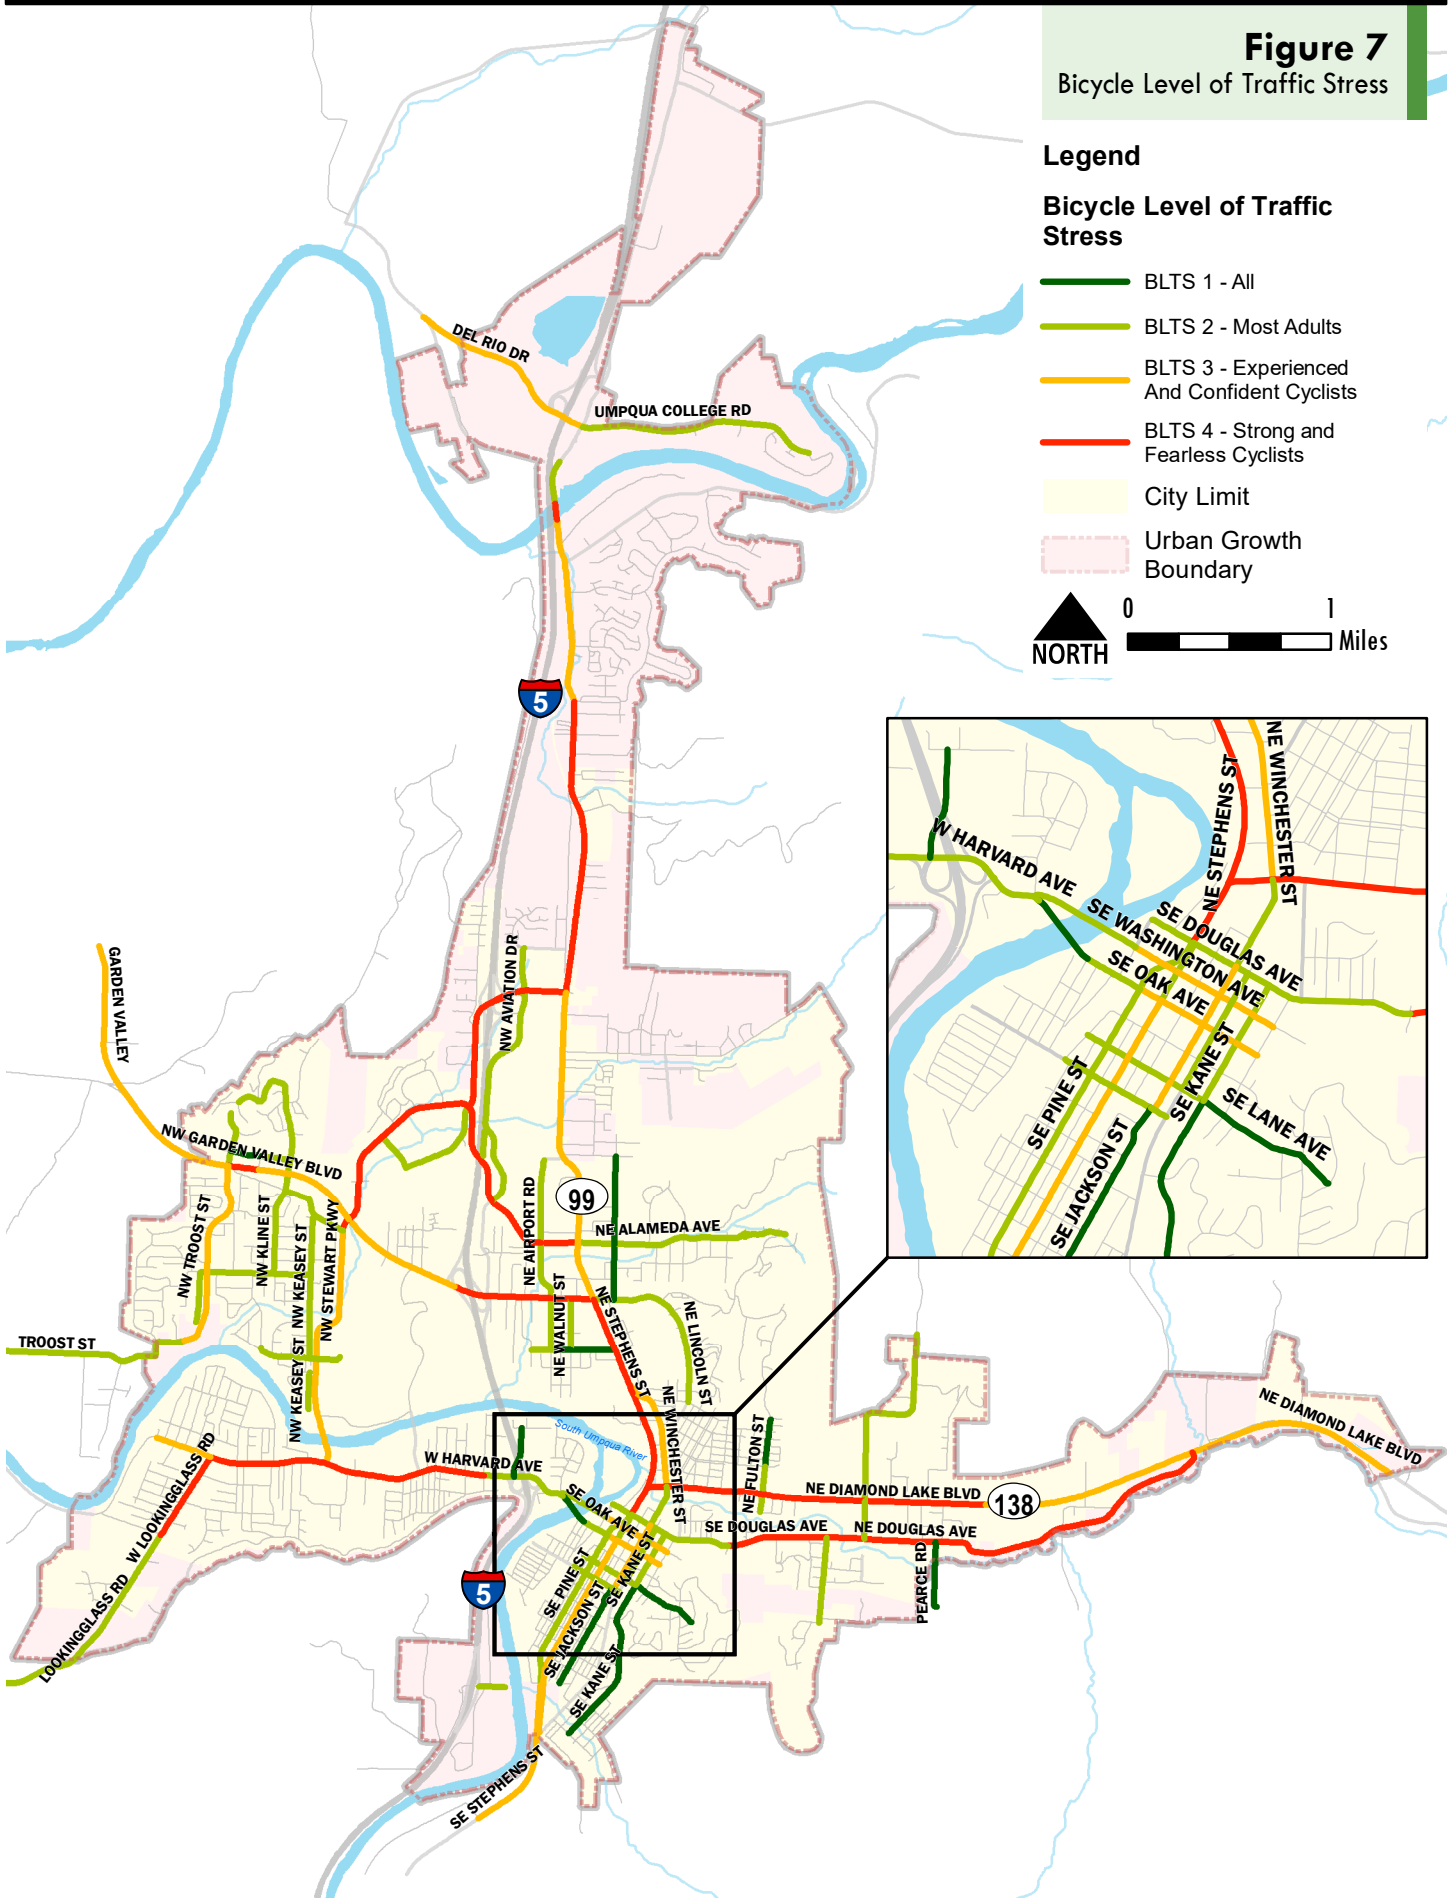 Figure 7
Bicycle Level of Traffic Stress
Legend
Bicycle Level of Traffic
Stress
BLTS 1 - All
BLTS 2 - Most Adults
BLTS 3 - Experienced
And Confident Cyclists
BLTS 4 - Strong and
Fearless Cyclists
City Limit
Urban Growth
Boundary
NORTH
0
1
Miles
DEL RIO DR
UMPQUA COLLEGE RD
5
NE WINCHESTER ST
NE STEPHENS ST
W HARVARD AVE
SE WASHINGTON AVE
SE DOUGLAS AVE
SE OAK AVE
SE KANE ST
SE PINE ST
SE LANE AVE
SE JACKSON ST
GARDEN VALLEY
NW AVIATION DR
NW GARDEN VALLEY BLVD
99
NW TROOST ST
NW KLINE ST
NW KEASEY ST
NW STEWART PKWY
NE AIRPORT RD
NE ALAMEDA AVE
NE WALNUT ST
NE STEPHENS ST
NE LINCOLN ST
TROOST ST
NW KEASEY ST
NE WINCHESTER ST
NE DIAMOND LAKE BLVD
South Umpqua River
NE FULTON ST
W LOOKINGGLASS RD
W HARVARD AVE
SE OAK AVE
NE DIAMOND LAKE BLVD
138
SE DOUGLAS AVE
NE DOUGLAS AVE
5
SE PINE ST
SE KANE ST
PEARCE RD
LOOKINGGLASS RD
SE JACKSON ST
SE KANE ST
SE STEPHENS ST